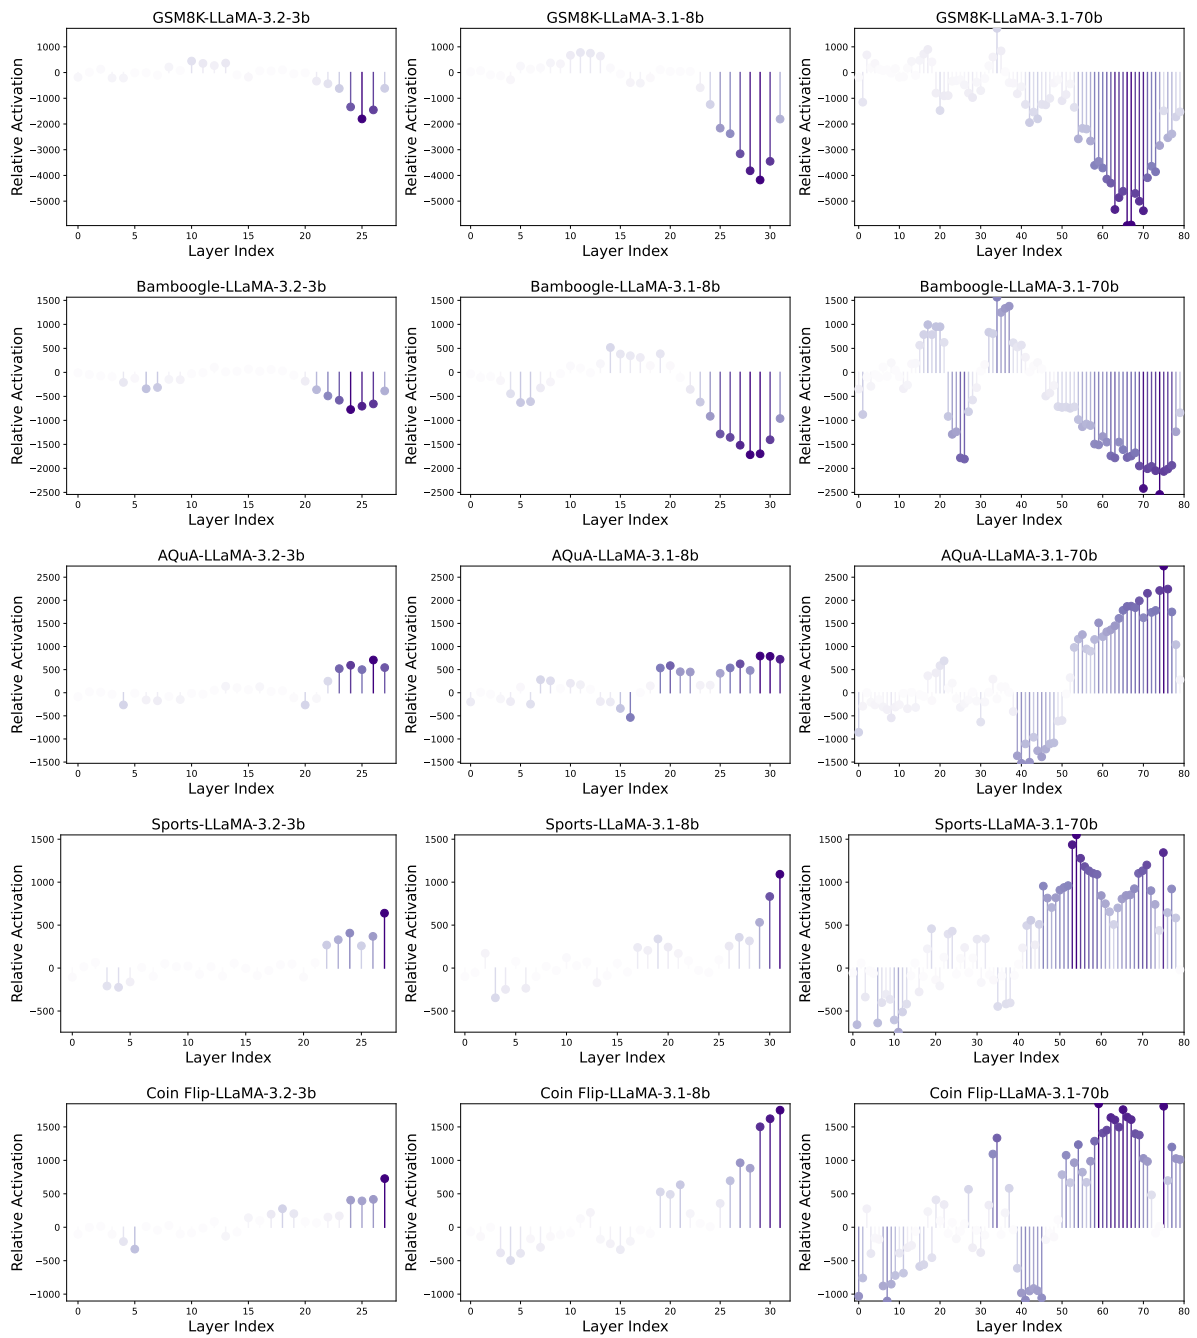 GSM8K-LLaMA-3.2-3b
GSM8K-LLaMA-3.1-8b
GSM8K-LLaMA-3.1-70b
Relative Activation
1000
0
−1000
−2000
−3000
−4000
−5000
0 5 10 15 20 25
Layer Index
Relative Activation
1000
0
−1000
−2000
−3000
−4000
−5000
0 5 10 15 20 25 30
Layer Index
Relative Activation
1000
0
−1000
−2000
−3000
−4000
−5000
0 10 20 30 40 50 60 70 80
Layer Index
Bamboogle-LLaMA-3.2-3b
Bamboogle-LLaMA-3.1-8b
Bamboogle-LLaMA-3.1-70b
Relative Activation
1500
1000
500
0
−500
−1000
−1500
−2000
−2500
0 5 10 15 20 25
Layer Index
Relative Activation
1500
1000
500
0
−500
−1000
−1500
−2000
−2500
0 5 10 15 20 25 30
Layer Index
Relative Activation
1500
1000
500
0
−500
−1000
−1500
−2000
−2500
0 10 20 30 40 50 60 70 80
Layer Index
AQuA-LLaMA-3.2-3b
AQuA-LLaMA-3.1-8b
AQuA-LLaMA-3.1-70b
Relative Activation
2500
2000
1500
1000
500
0
−500
−1000
−1500
0 5 10 15 20 25
Layer Index
Relative Activation
2500
2000
1500
1000
500
0
−500
−1000
−1500
0 5 10 15 20 25 30
Layer Index
Relative Activation
2500
2000
1500
1000
500
0
−500
−1000
−1500
0 10 20 30 40 50 60 70 80
Layer Index
Sports-LLaMA-3.2-3b
Sports-LLaMA-3.1-8b
Sports-LLaMA-3.1-70b
Relative Activation
1500
1000
500
0
−500
0 5 10 15 20 25
Layer Index
Relative Activation
1500
1000
500
0
−500
0 5 10 15 20 25 30
Layer Index
Relative Activation
1500
1000
500
0
−500
0 10 20 30 40 50 60 70 80
Layer Index
Coin Flip-LLaMA-3.2-3b
Coin Flip-LLaMA-3.1-8b
Coin Flip-LLaMA-3.1-70b
Relative Activation
1500
1000
500
0
−500
−1000
0 5 10 15 20 25
Layer Index
Relative Activation
1500
1000
500
0
−500
−1000
0 5 10 15 20 25 30
Layer Index
Relative Activation
1500
1000
500
0
−500
−1000
0 10 20 30 40 50 60 70 80
Layer Index